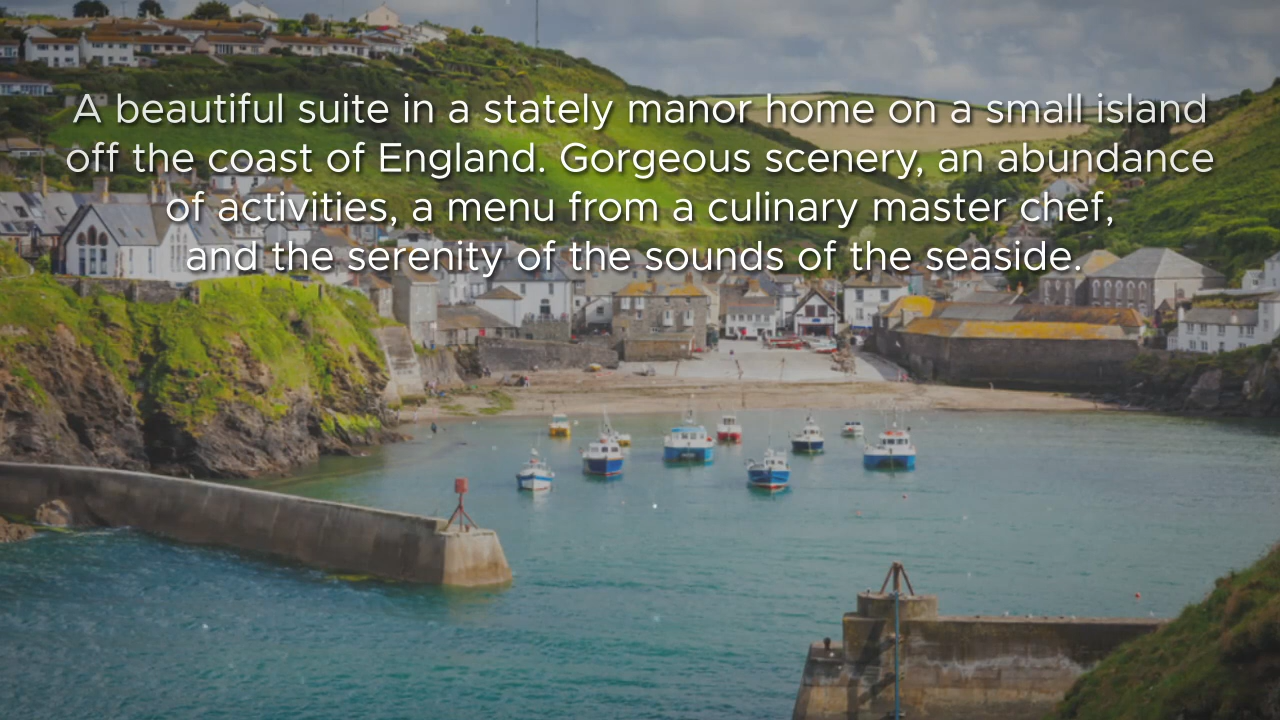 A beautiful suite in a stately manor home on a small island
off the coast of England. Gorgeous scenery, an abundance
of activities, a menu from a culinary master chef,
and the serenity of the sounds of the seaside.